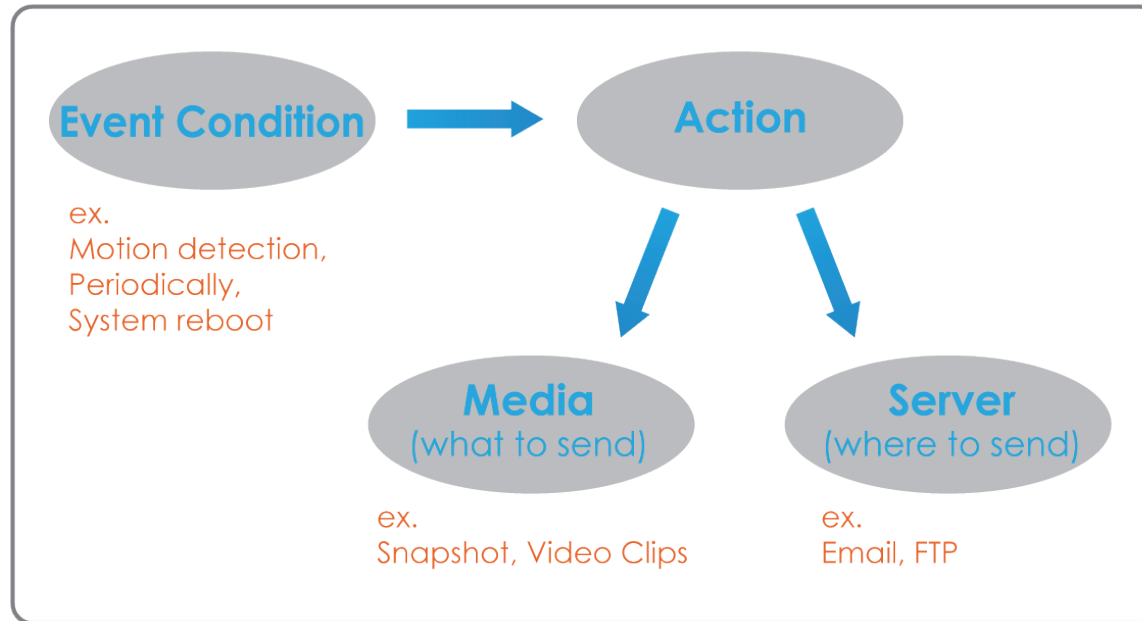 Event Condition
Action
ex.
Motion detection,
Periodically,
System reboot
Media
(what to send)
ex.
Snapshot, Video Clips
Server
(where to send)
ex.
Email, FTP